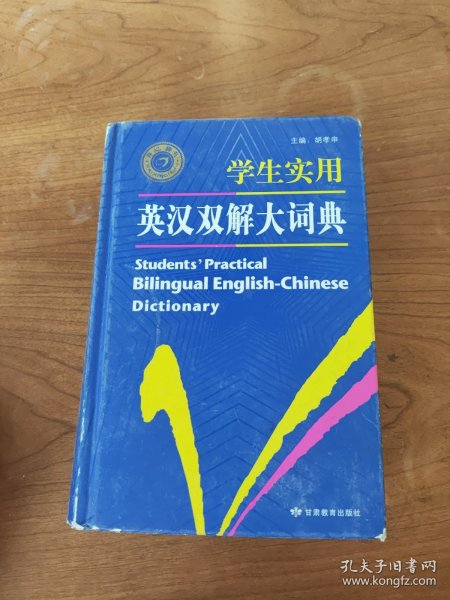 主编：胡孝申
学生实用
英汉双解大词典
Students' Practical
Bilingual English-Chinese
Dictionary
甘肃教育出版社
孔夫子旧书网
www.kongfz.com